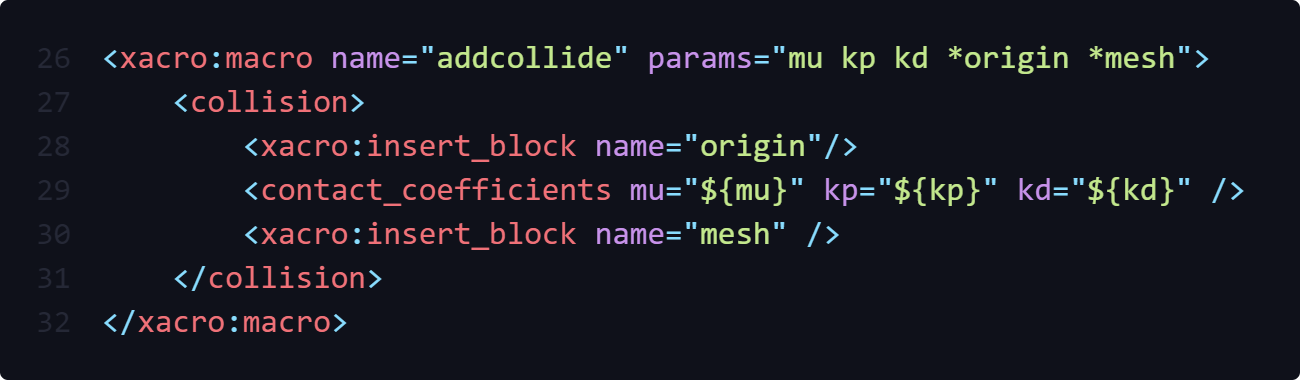 26 <xacro:macro name="addcollide" params="mu kp kd *origin *mesh">
27     <collision>
28         <xacro:insert_block name="origin"/>
29         <contact_coefficients mu="${mu}" kp="${kp}" kd="${kd}" />
30         <xacro:insert_block name="mesh" />
31     </collision>
32 </xacro:macro>